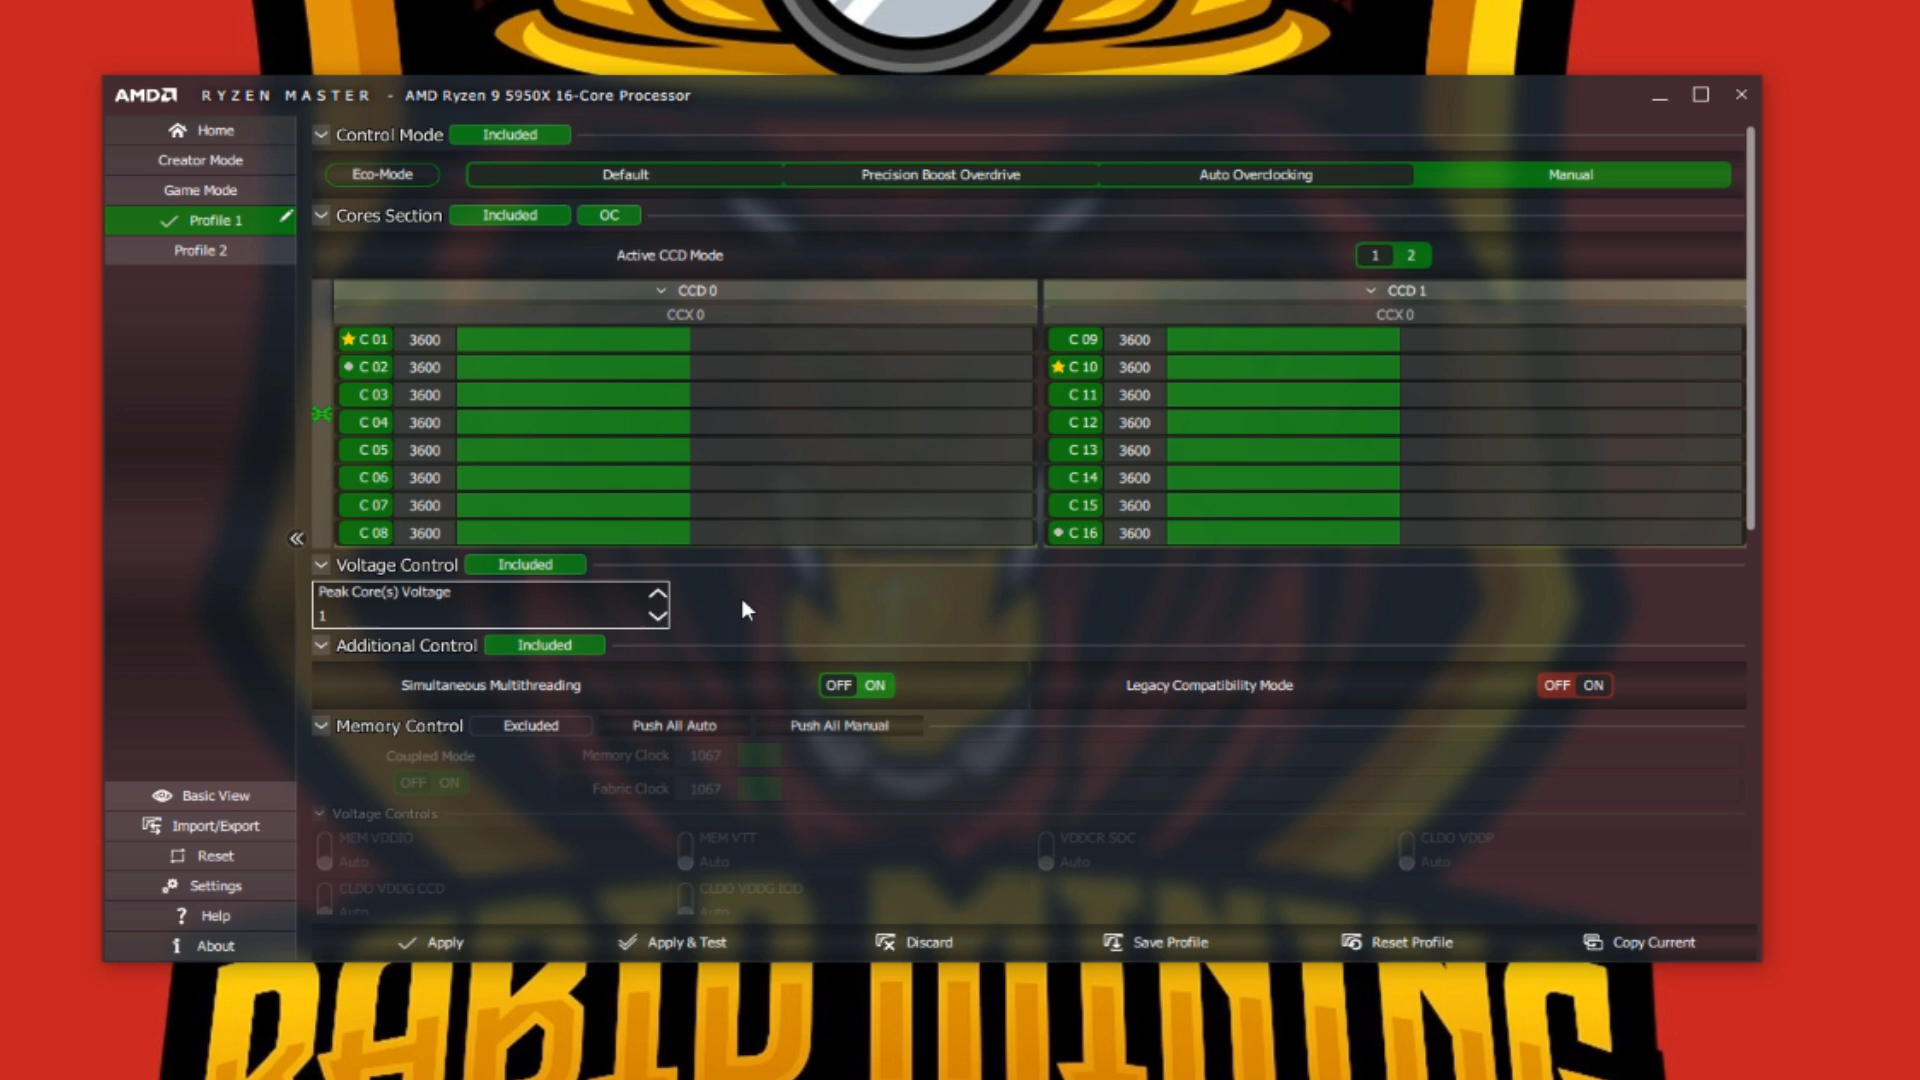 AMD RYZEN MASTER - AMD Ryzen 9 5950X 16-Core Processor
Home
Creator Mode
Game Mode
Profile 1
Profile 2
Control Mode Included
Eco-Mode Default Precision Boost Overdrive Auto Overclocking Manual
Cores Section Included OC
Active CCD Mode 1 2
CCD 0 CCD 1
CCX 0 CCX 0
C 01 3600 C 09 3600
C 02 3600 C 10 3600
C 03 3600 C 11 3600
C 04 3600 C 12 3600
C 05 3600 C 13 3600
C 06 3600 C 14 3600
C 07 3600 C 15 3600
C 08 3600 C 16 3600
Voltage Control Included
Peak Core(s) Voltage
1
Additional Control Included
Simultaneous Multithreading OFF ON Legacy Compatibility Mode OFF ON
Memory Control Excluded Push All Auto Push All Manual
Coupled Mode Memory Clock 1067
OFF ON Fabric Clock 1067
Voltage Controls
MEM VDDIO MEM VTT VDDCR SOC CLDO VDDP
Auto Auto Auto Auto
CLDO VDDG CCD CLDO VDDG IOD
Auto Auto
Basic View
Import/Export
Reset
Settings
Help
About
Apply Apply & Test Discard Save Profile Reset Profile Copy Current
RABID MINING